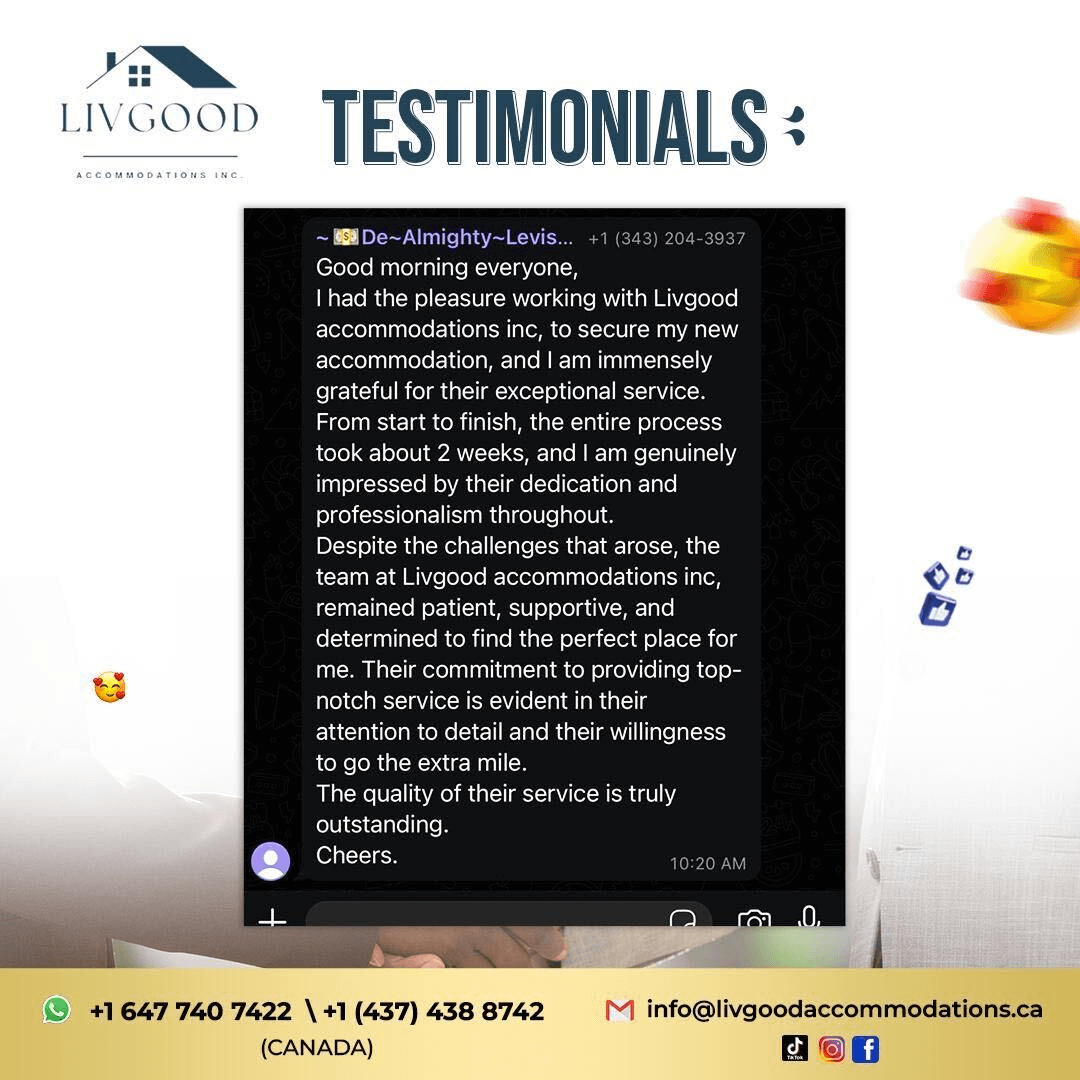 LIVGOOD
ACCOMMODATIONS INC.
TESTIMONIALS
~ 💵De~Almighty~Levis... +1 (343) 204-3937
Good morning everyone,
I had the pleasure working with Livgood
accommodations inc, to secure my new
accommodation, and I am immensely
grateful for their exceptional service.
From start to finish, the entire process
took about 2 weeks, and I am genuinely
impressed by their dedication and
professionalism throughout.
Despite the challenges that arose, the
team at Livgood accommodations inc,
remained patient, supportive, and
determined to find the perfect place for
me. Their commitment to providing top-
notch service is evident in their
attention to detail and their willingness
to go the extra mile.
The quality of their service is truly
outstanding.
Cheers.
10:20 AM
+1 647 740 7422 \ +1 (437) 438 8742
(CANADA)
info@livgoodaccommodations.ca
TikTok